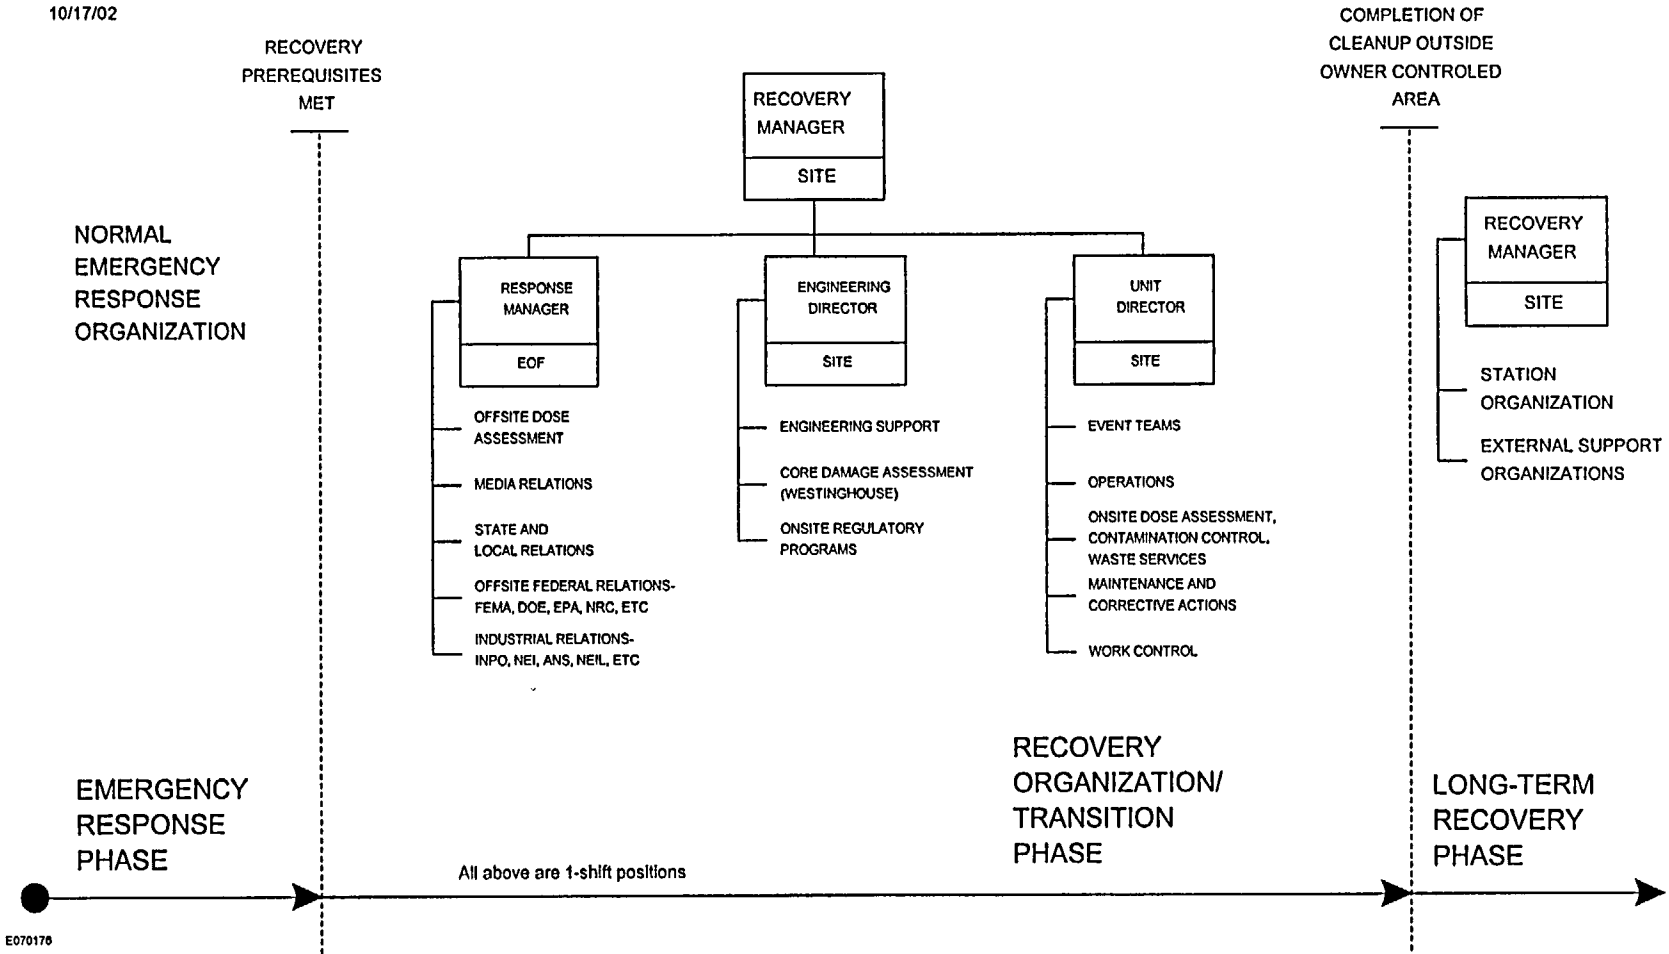 10/17/02
RECOVERY
PREREQUISITES
MET
COMPLETION OF
CLEANUP OUTSIDE
OWNER CONTROLED
AREA
RECOVERY
MANAGER
SITE
NORMAL
EMERGENCY
RESPONSE
ORGANIZATION
RESPONSE
MANAGER
EOF
OFFSITE DOSE
ASSESSMENT
MEDIA RELATIONS
STATE AND
LOCAL RELATIONS
OFFSITE FEDERAL RELATIONS-
FEMA, DOE, EPA, NRC, ETC
INDUSTRIAL RELATIONS-
INPO, NEI, ANS, NEIL, ETC
ENGINEERING
DIRECTOR
SITE
ENGINEERING SUPPORT
CORE DAMAGE ASSESSMENT
(WESTINGHOUSE)
ONSITE REGULATORY
PROGRAMS
UNIT
DIRECTOR
SITE
EVENT TEAMS
OPERATIONS
ONSITE DOSE ASSESSMENT,
CONTAMINATION CONTROL,
WASTE SERVICES
MAINTENANCE AND
CORRECTIVE ACTIONS
WORK CONTROL
RECOVERY
MANAGER
SITE
STATION
ORGANIZATION
EXTERNAL SUPPORT
ORGANIZATIONS
EMERGENCY
RESPONSE
PHASE
All above are 1-shift positions
RECOVERY
ORGANIZATION/
TRANSITION
PHASE
LONG-TERM
RECOVERY
PHASE
E070176